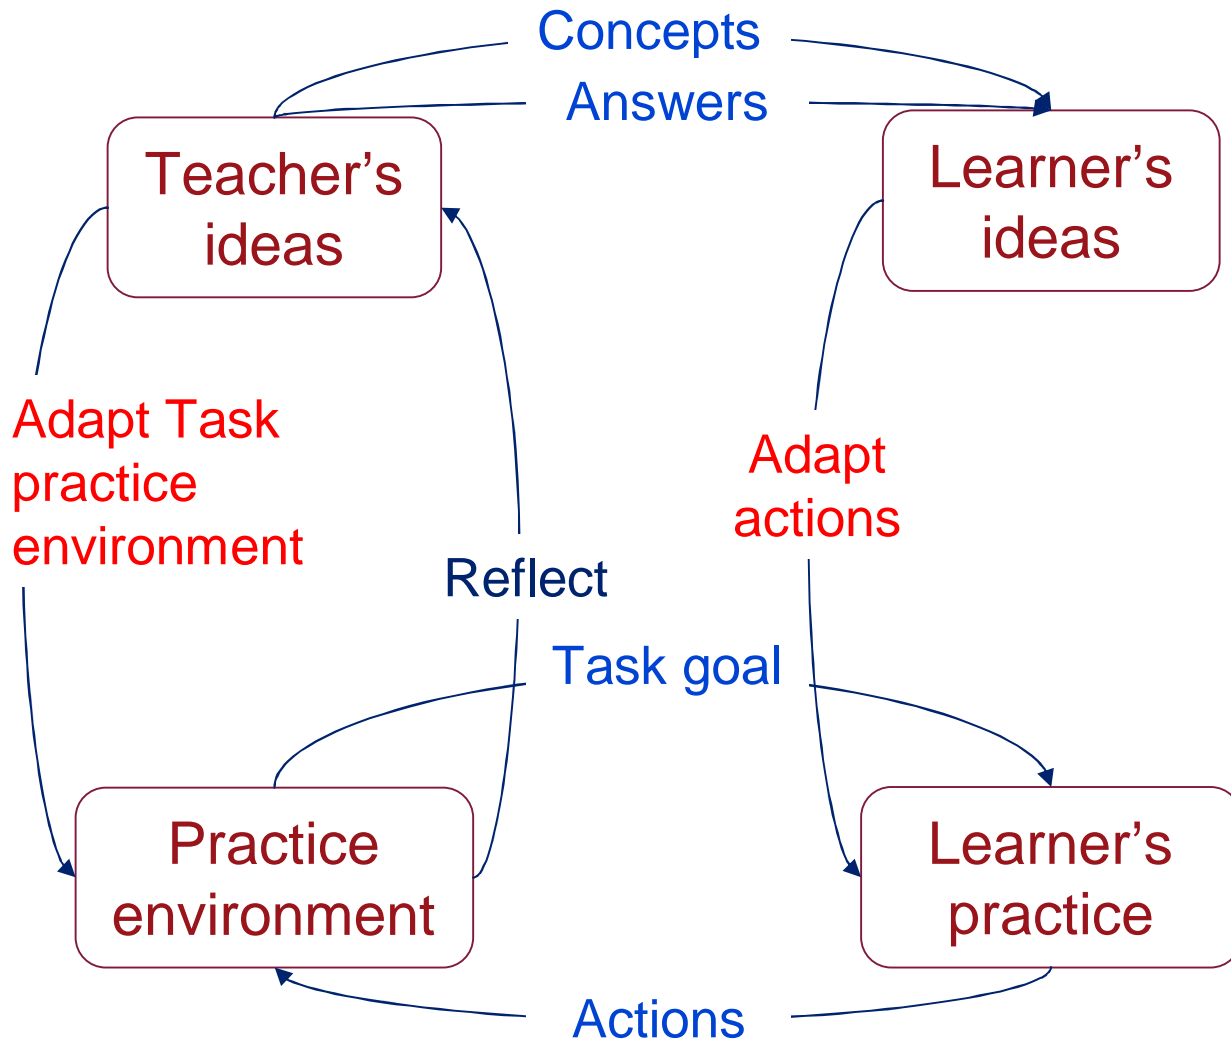 Concepts
Answers
Teacher’s
ideas
Learner’s
ideas
Adapt Task
practice
environment
Adapt
actions
Reflect
Task goal
Practice
environment
Learner’s
practice
Actions